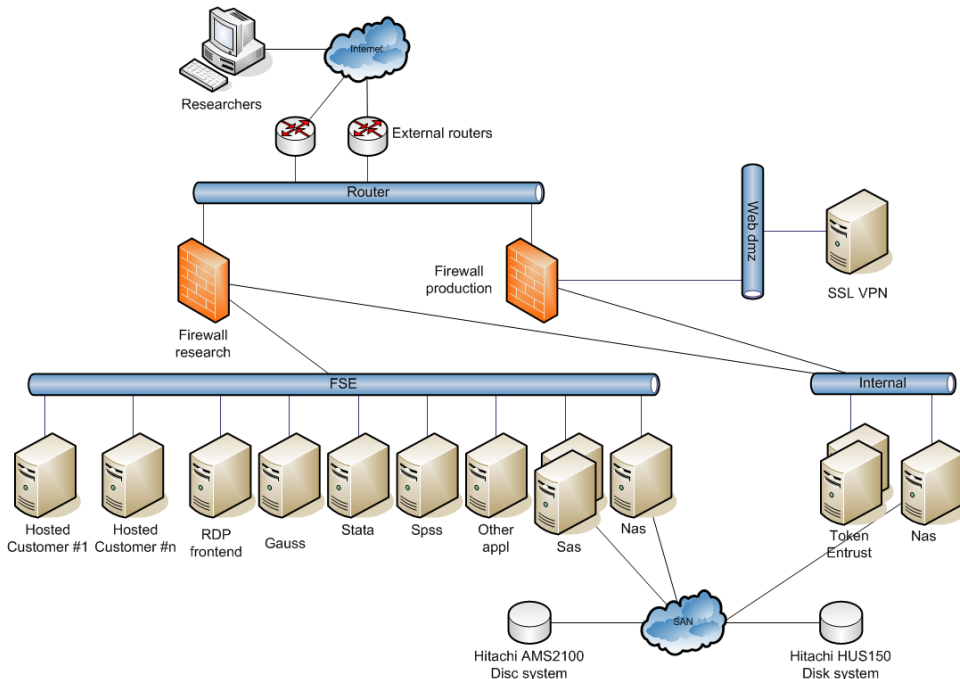 Internet
Researchers
External routers
Router
Web dmz
Firewall
production
SSL VPN
Firewall
research
FSE
Internal
Hosted
Customer #1
Hosted
Customer #n
RDP
frontend
Gauss
Stata
Spss
Other
appl
Sas
Nas
Token
Entrust
Nas
SAN
Hitachi AMS2100
Disc system
Hitachi HUS150
Disk system